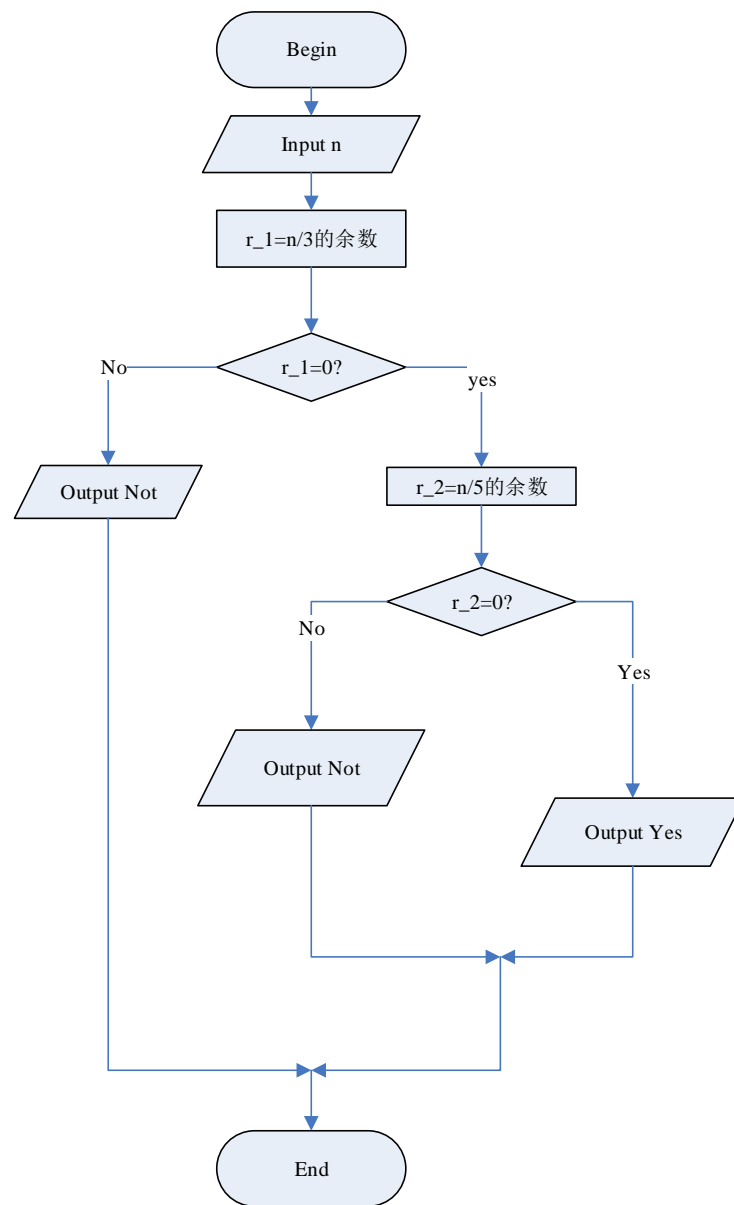 Begin
Input n
r_1=n/3的余数
r_1=0?
No
yes
Output Not
r_2=n/5的余数
r_2=0?
No
Yes
Output Not
Output Yes
End